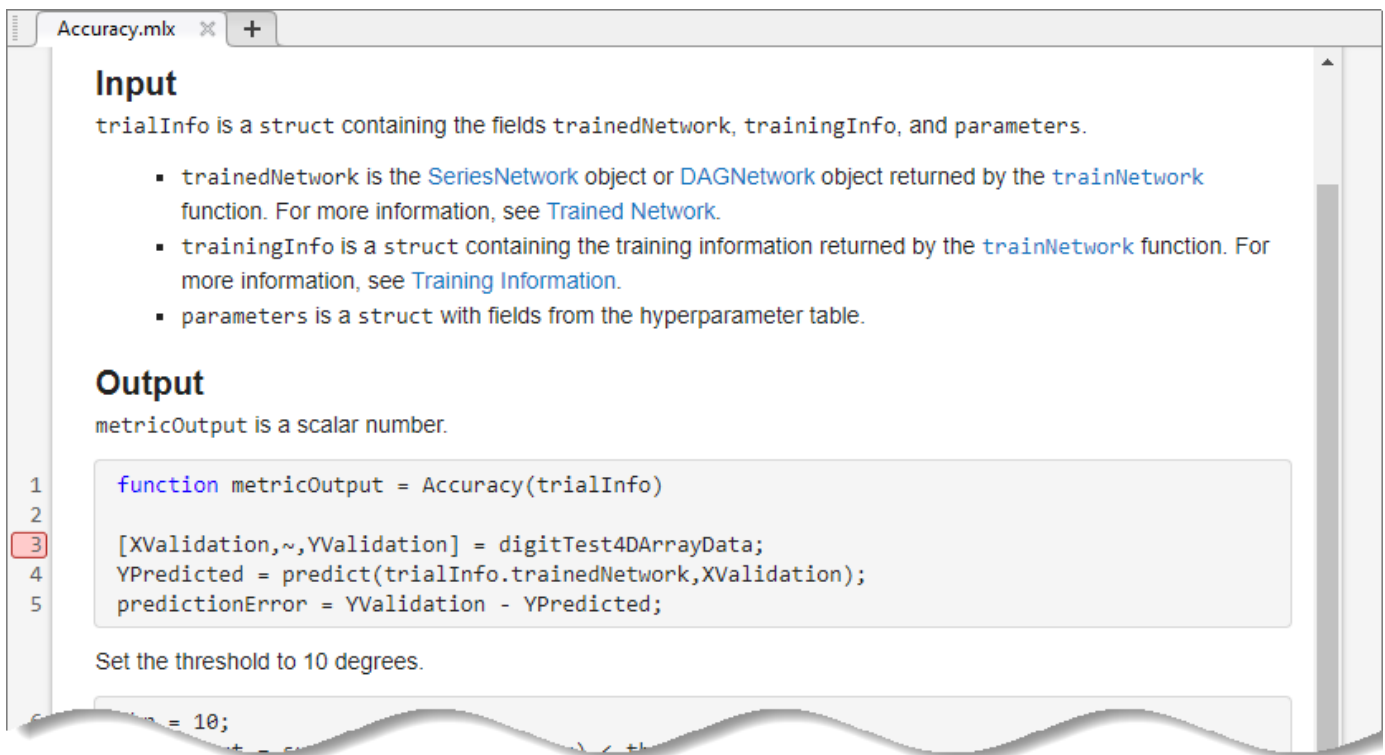 Accuracy.mlx
Input
trialInfo is a struct containing the fields trainedNetwork, trainingInfo, and parameters.
▪ trainedNetwork is the SeriesNetwork object or DAGNetwork object returned by the trainNetwork
function. For more information, see Trained Network.
▪ trainingInfo is a struct containing the training information returned by the trainNetwork function. For
more information, see Training Information.
▪ parameters is a struct with fields from the hyperparameter table.
Output
metricOutput is a scalar number.
1 function metricOutput = Accuracy(trialInfo)
2
3 [XValidation,~,YValidation] = digitTest4DArrayData;
4 YPredicted = predict(trialInfo.trainedNetwork,XValidation);
5 predictionError = YValidation - YPredicted;
Set the threshold to 10 degrees.
= 10;